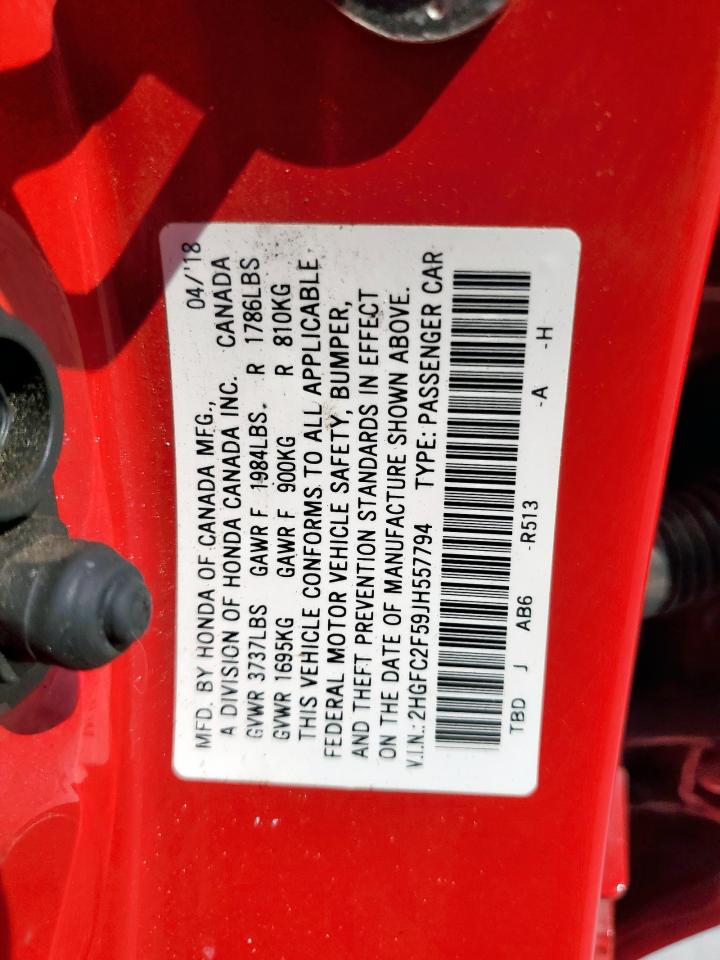 MFD. BY HONDA OF CANADA MFG., 04/'18
A DIVISION OF HONDA CANADA INC. CANADA
GVWR 3737LBS GAWR F 1984LBS. R 1786LBS
GVWR 1695KG GAWR F 900KG R 810KG
THIS VEHICLE CONFORMS TO ALL APPLICABLE
FEDERAL MOTOR VEHICLE SAFETY, BUMPER,
AND THEFT PREVENTION STANDARDS IN EFFECT
ON THE DATE OF MANUFACTURE SHOWN ABOVE.
V.I.N.: 2HGFC2F59JH557794 TYPE: PASSENGER CAR
TBD J AB6 -R513 -A -H